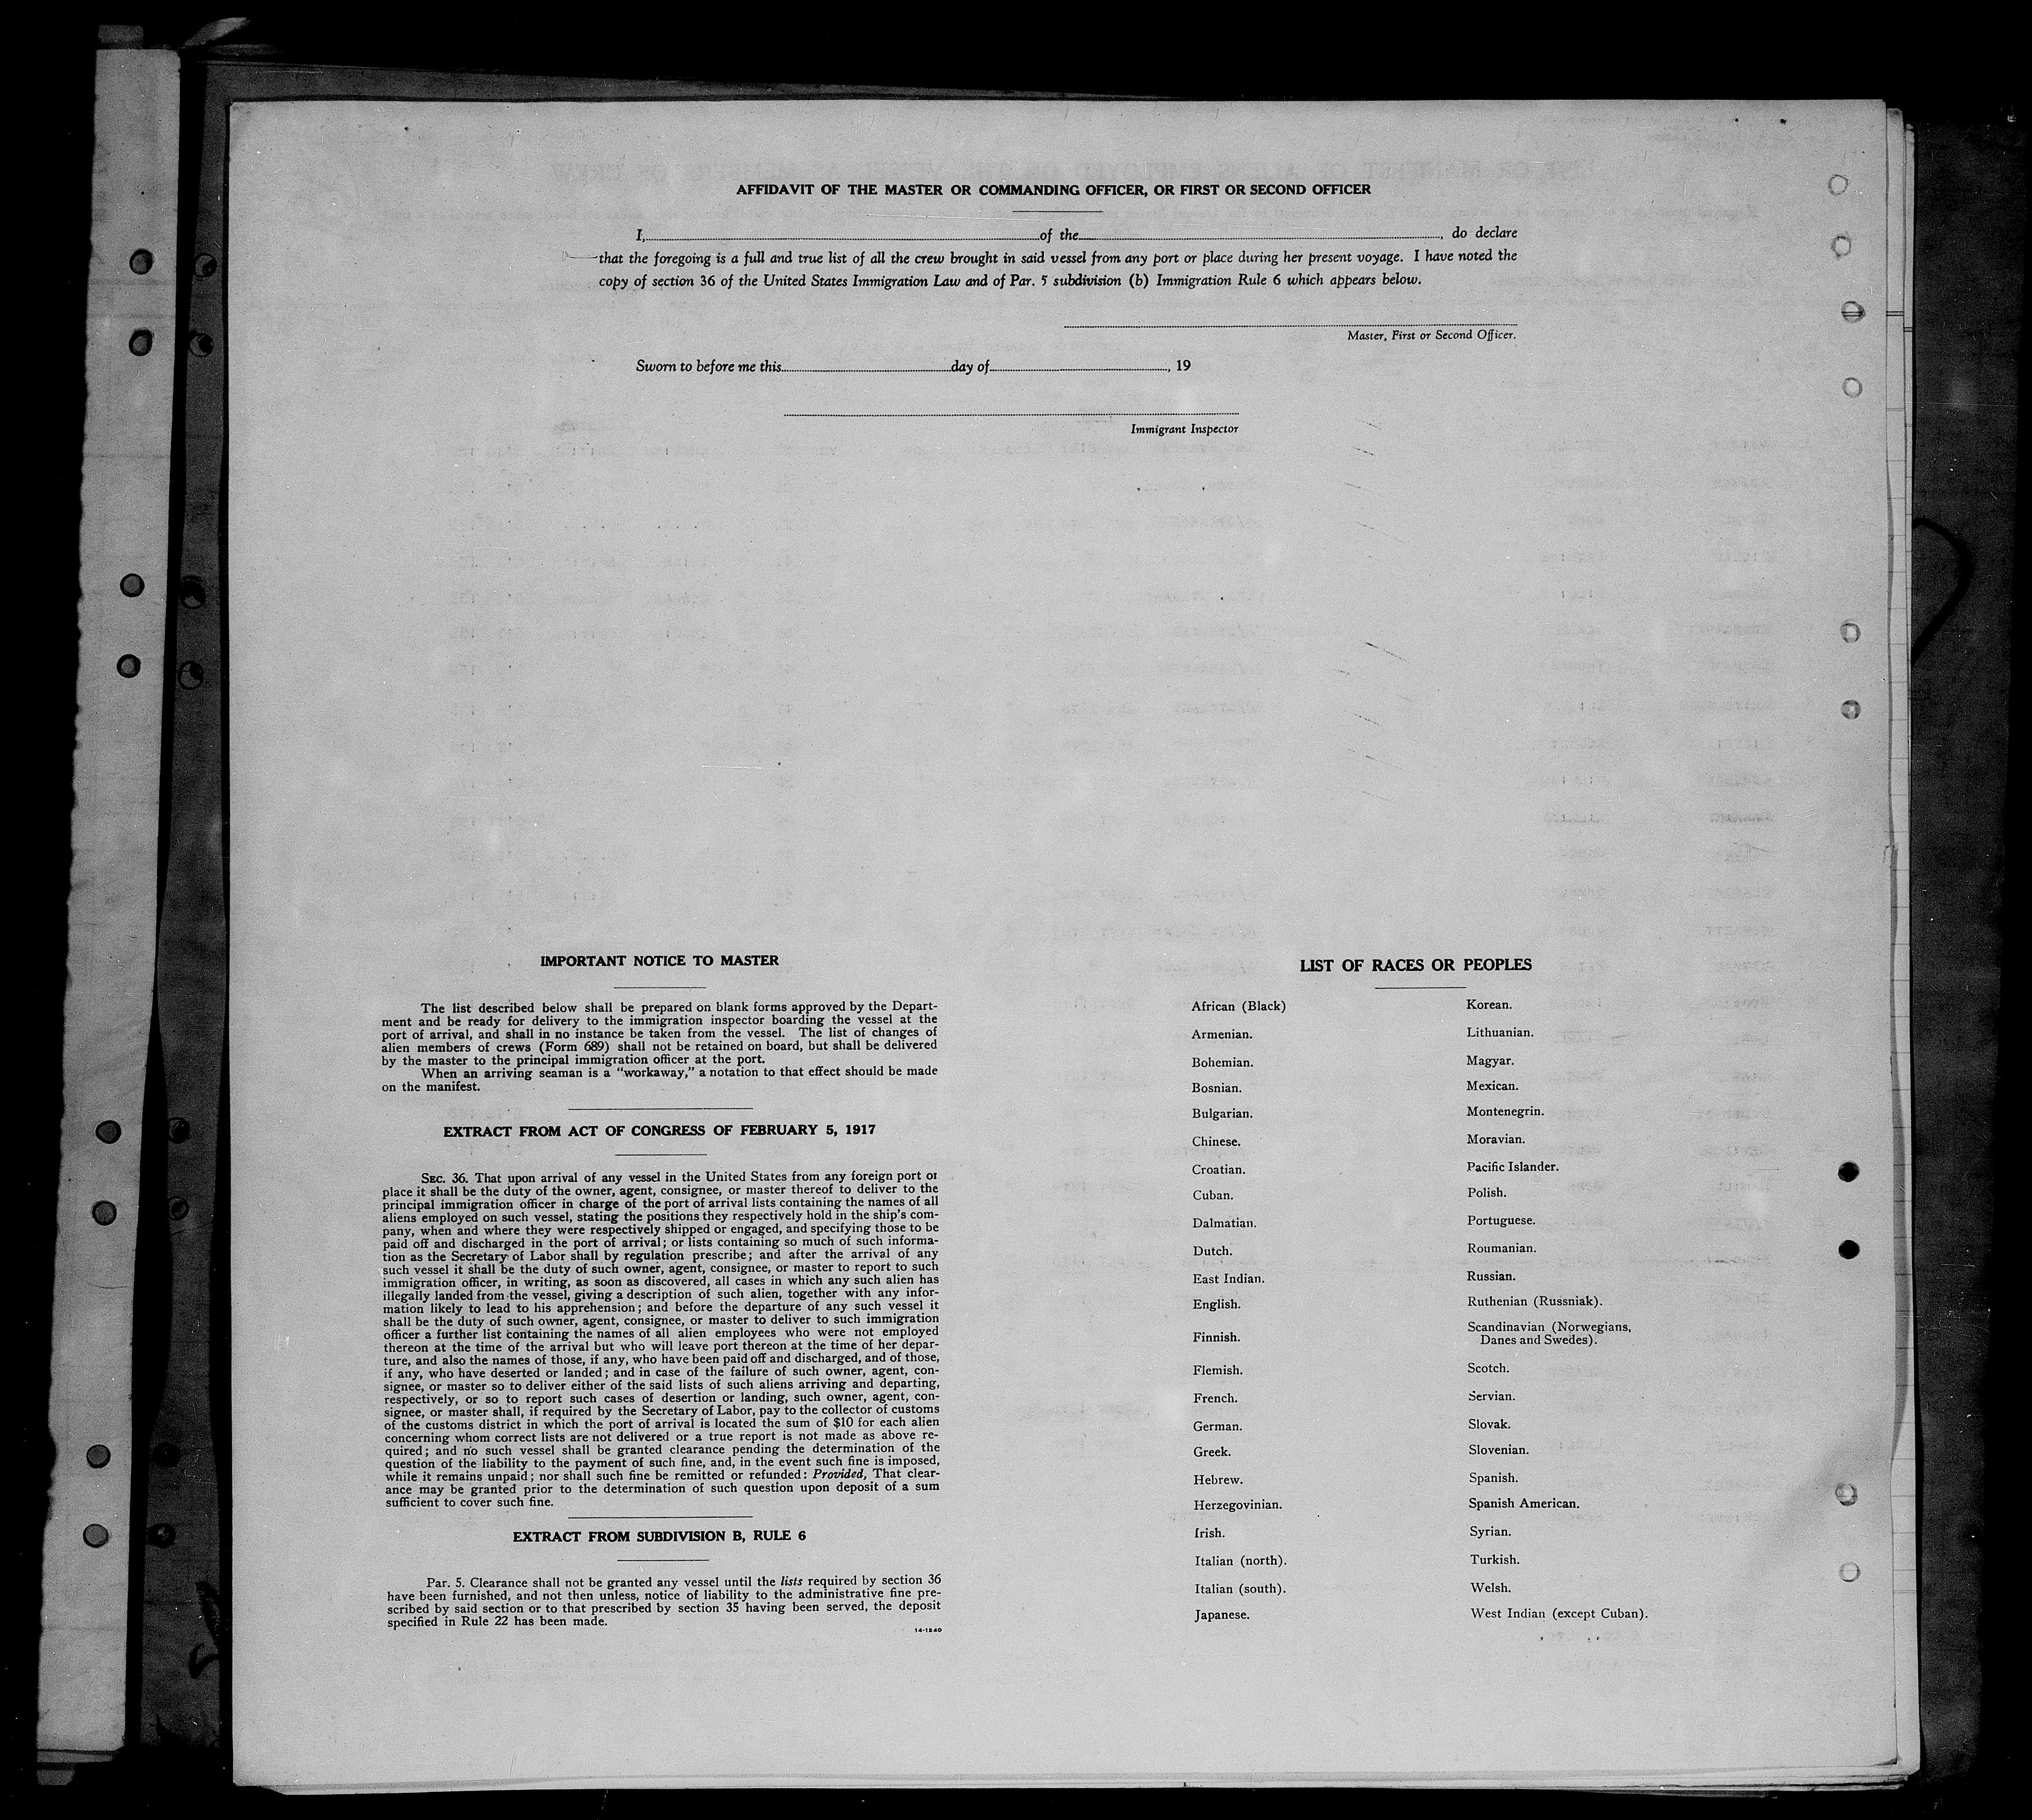 AFFIDAVIT OF THE MASTER OR COMMANDING OFFICER, OR FIRST OR SECOND OFFICER
I, of the , do declare
that the foregoing is a full and true list of all the crew brought in said vessel from any port or place during her present voyage. I have noted the
copy of section 36 of the United States Immigration Law and of Par. 5 subdivision (b) Immigration Rule 6 which appears below.
Master, First or Second Officer.
Sworn to before me this day of , 19
Immigrant Inspector
IMPORTANT NOTICE TO MASTER
The list described below shall be prepared on blank forms approved by the Depart-
ment and be ready for delivery to the immigration inspector boarding the vessel at the
port of arrival, and shall in no instance be taken from the vessel. The list of changes of
alien members of crews (Form 689) shall not be retained on board, but shall be delivered
by the master to the principal immigration officer at the port.
When an arriving seaman is a "workaway," a notation to that effect should be made
on the manifest.
EXTRACT FROM ACT OF CONGRESS OF FEBRUARY 5, 1917
SEC. 36. That upon arrival of any vessel in the United States from any foreign port or
place it shall be the duty of the owner, agent, consignee, or master thereof to deliver to the
principal immigration officer in charge of the port of arrival lists containing the names of all
aliens employed on such vessel, stating the positions they respectively hold in the ship's com-
pany, when and where they were respectively shipped or engaged, and specifying those to be
paid off and discharged in the port of arrival; or lists containing so much of such informa-
tion as the Secretary of Labor shall by regulation prescribe; and after the arrival of any
such vessel it shall be the duty of such owner, agent, consignee, or master to report to such
immigration officer, in writing, as soon as discovered, all cases in which any such alien has
illegally landed from the vessel, giving a description of such alien, together with any infor-
mation likely to lead to his apprehension; and before the departure of any such vessel it
shall be the duty of such owner, agent, consignee, or master to deliver to such immigration
officer a further list containing the names of all alien employees who were not employed
thereon at the time of the arrival but who will leave port thereon at the time of her depar-
ture, and also the names of those, if any, who have been paid off and discharged, and of those,
if any, who have deserted or landed; and in case of the failure of such owner, agent, con-
signee, or master so to deliver either of the said lists of such aliens arriving and departing,
respectively, or so to report such cases of desertion or landing, such owner, agent, con-
signee, or master shall, if required by the Secretary of Labor, pay to the collector of customs
of the customs district in which the port of arrival is located the sum of $10 for each alien
concerning whom correct lists are not delivered or a true report is not made as above re-
quired; and no such vessel shall be granted clearance pending the determination of the
question of the liability to the payment of such fine, and, in the event such fine is imposed,
while it remains unpaid; nor shall such fine be remitted or refunded: Provided, That clear-
ance may be granted prior to the determination of such question upon deposit of a sum
sufficient to cover such fine.
EXTRACT FROM SUBDIVISION B, RULE 6
Par. 5. Clearance shall not be granted any vessel until the lists required by section 36
have been furnished, and not then unless, notice of liability to the administrative fine pre-
scribed by said section or to that prescribed by section 35 having been served, the deposit
specified in Rule 22 has been made.
14-1240
LIST OF RACES OR PEOPLES
African (Black)
Armenian.
Bohemian.
Bosnian.
Bulgarian.
Chinese.
Croatian.
Cuban.
Dalmatian.
Dutch.
East Indian.
English.
Finnish.
Flemish.
French.
German.
Greek.
Hebrew.
Herzegovinian.
Irish.
Italian (north).
Italian (south).
Japanese.
Korean.
Lithuanian.
Magyar.
Mexican.
Montenegrin.
Moravian.
Pacific Islander.
Polish.
Portuguese.
Roumanian.
Russian.
Ruthenian (Russniak).
Scandinavian (Norwegians,
Danes and Swedes).
Scotch.
Servian.
Slovak.
Slovenian.
Spanish.
Spanish American.
Syrian.
Turkish.
Welsh.
West Indian (except Cuban).